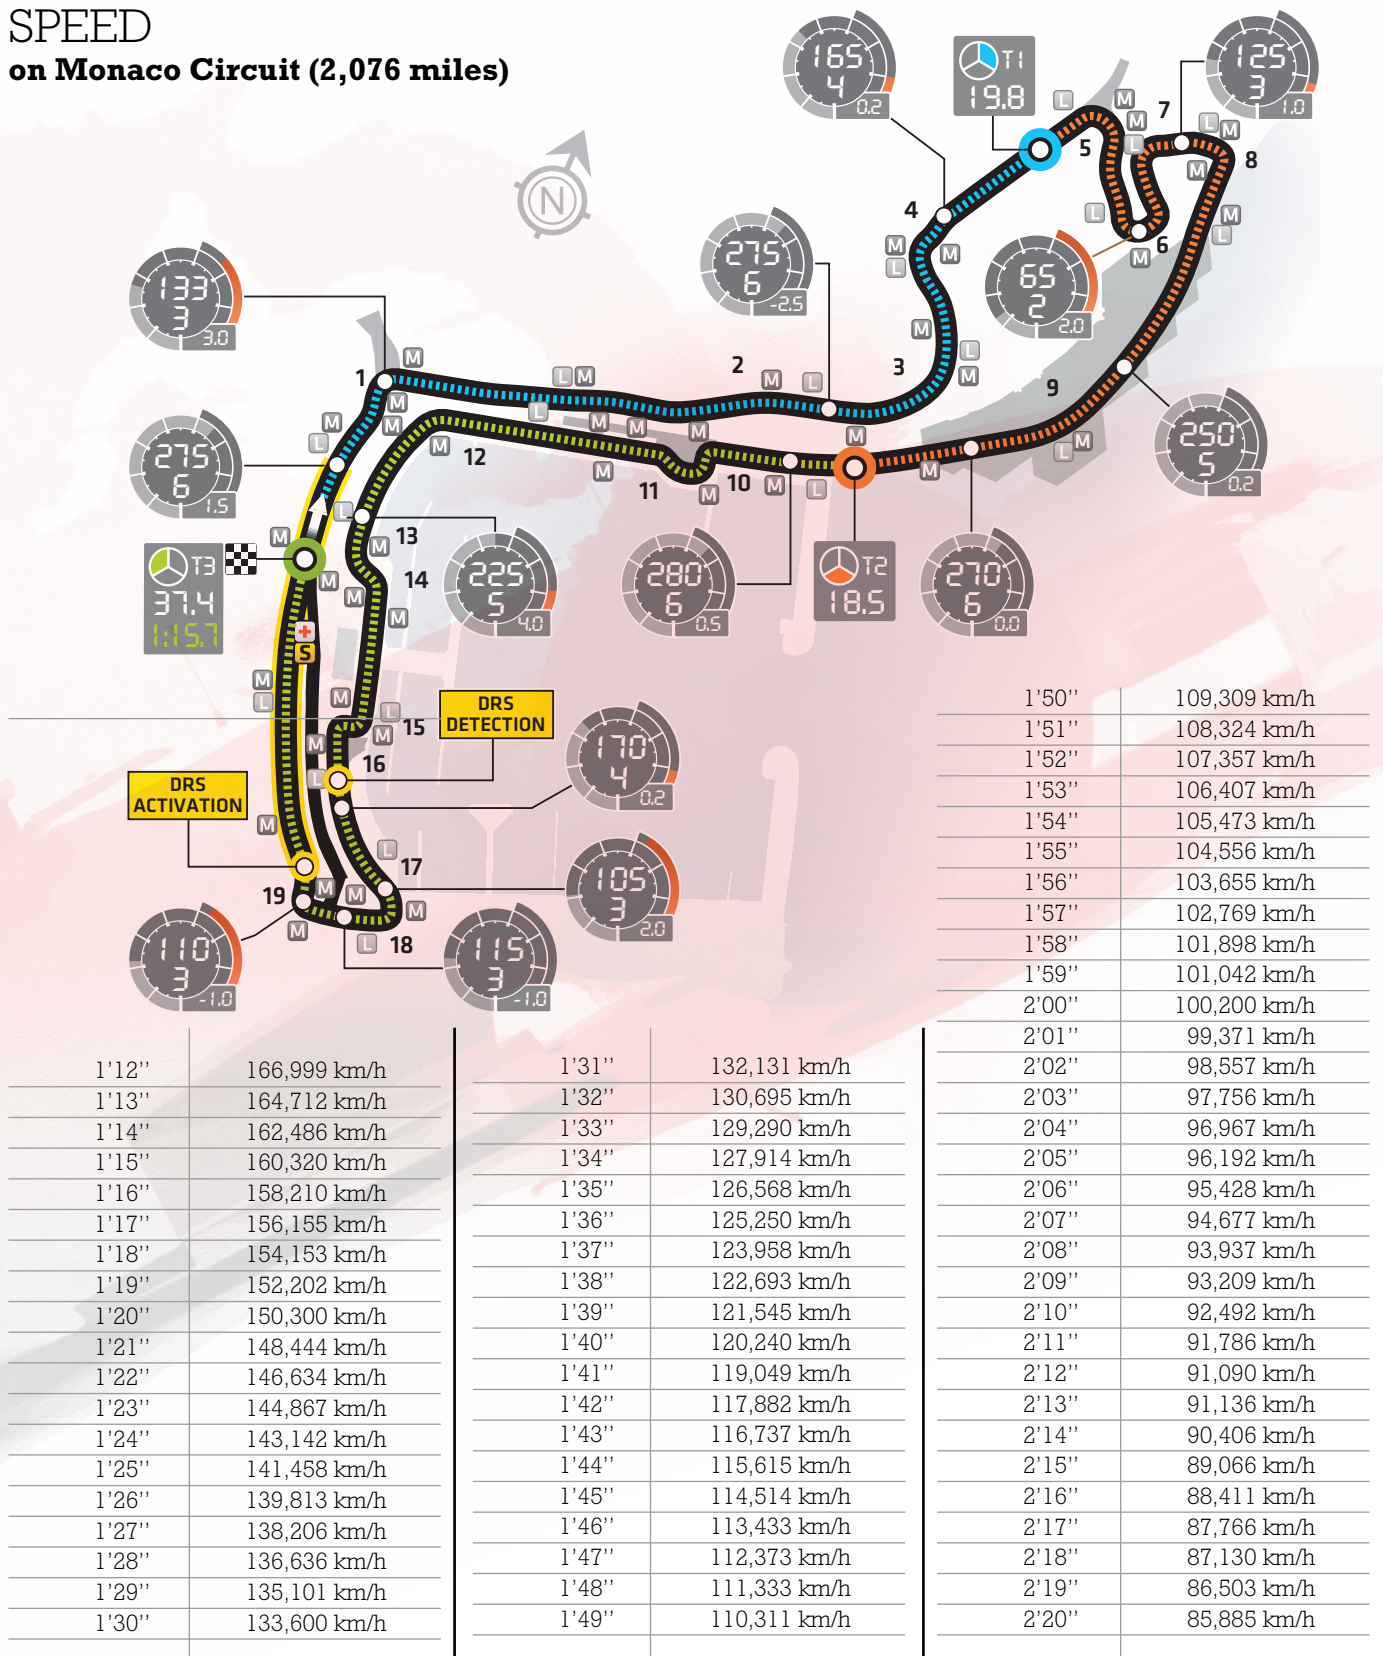 SPEED
on Monaco Circuit (2,076 miles)
165
4
0.2
T1
19.8
125
3
1.0
L
M
M
L
5
7
L
M
8
M
N
4
M
L
M
L
6
M
M
L
275
6
-2.5
65
2
2.0
133
3
3.0
1
M
L
M
2
M
L
3
M
L
M
9
M
M
L
M
L
M
M
M
M
M
L
M
275
6
1.5
M
12
M
11
M
10
M
L
M
250
5
0.2
L
M
13
M
T3
37.4
1:15.7
M
M
14
M
225
5
4.0
280
6
0.5
T2
18.5
270
6
0.0
+
S
M
L
M
L
M
15
M
L
16
DRS
DETECTION
170
4
0.2
DRS
ACTIVATION
M
L
17
105
3
2.0
19
M
M
M
M
L
18
110
3
-1.0
115
3
-1.0
1'12'' 166,999 km/h
1'13'' 164,712 km/h
1'14'' 162,486 km/h
1'15'' 160,320 km/h
1'16'' 158,210 km/h
1'17'' 156,155 km/h
1'18'' 154,153 km/h
1'19'' 152,202 km/h
1'20'' 150,300 km/h
1'21'' 148,444 km/h
1'22'' 146,634 km/h
1'23'' 144,867 km/h
1'24'' 143,142 km/h
1'25'' 141,458 km/h
1'26'' 139,813 km/h
1'27'' 138,206 km/h
1'28'' 136,636 km/h
1'29'' 135,101 km/h
1'30'' 133,600 km/h
1'31'' 132,131 km/h
1'32'' 130,695 km/h
1'33'' 129,290 km/h
1'34'' 127,914 km/h
1'35'' 126,568 km/h
1'36'' 125,250 km/h
1'37'' 123,958 km/h
1'38'' 122,693 km/h
1'39'' 121,545 km/h
1'40'' 120,240 km/h
1'41'' 119,049 km/h
1'42'' 117,882 km/h
1'43'' 116,737 km/h
1'44'' 115,615 km/h
1'45'' 114,514 km/h
1'46'' 113,433 km/h
1'47'' 112,373 km/h
1'48'' 111,333 km/h
1'49'' 110,311 km/h
1'50'' 109,309 km/h
1'51'' 108,324 km/h
1'52'' 107,357 km/h
1'53'' 106,407 km/h
1'54'' 105,473 km/h
1'55'' 104,556 km/h
1'56'' 103,655 km/h
1'57'' 102,769 km/h
1'58'' 101,898 km/h
1'59'' 101,042 km/h
2'00'' 100,200 km/h
2'01'' 99,371 km/h
2'02'' 98,557 km/h
2'03'' 97,756 km/h
2'04'' 96,967 km/h
2'05'' 96,192 km/h
2'06'' 95,428 km/h
2'07'' 94,677 km/h
2'08'' 93,937 km/h
2'09'' 93,209 km/h
2'10'' 92,492 km/h
2'11'' 91,786 km/h
2'12'' 91,090 km/h
2'13'' 91,136 km/h
2'14'' 90,406 km/h
2'15'' 89,066 km/h
2'16'' 88,411 km/h
2'17'' 87,766 km/h
2'18'' 87,130 km/h
2'19'' 86,503 km/h
2'20'' 85,885 km/h